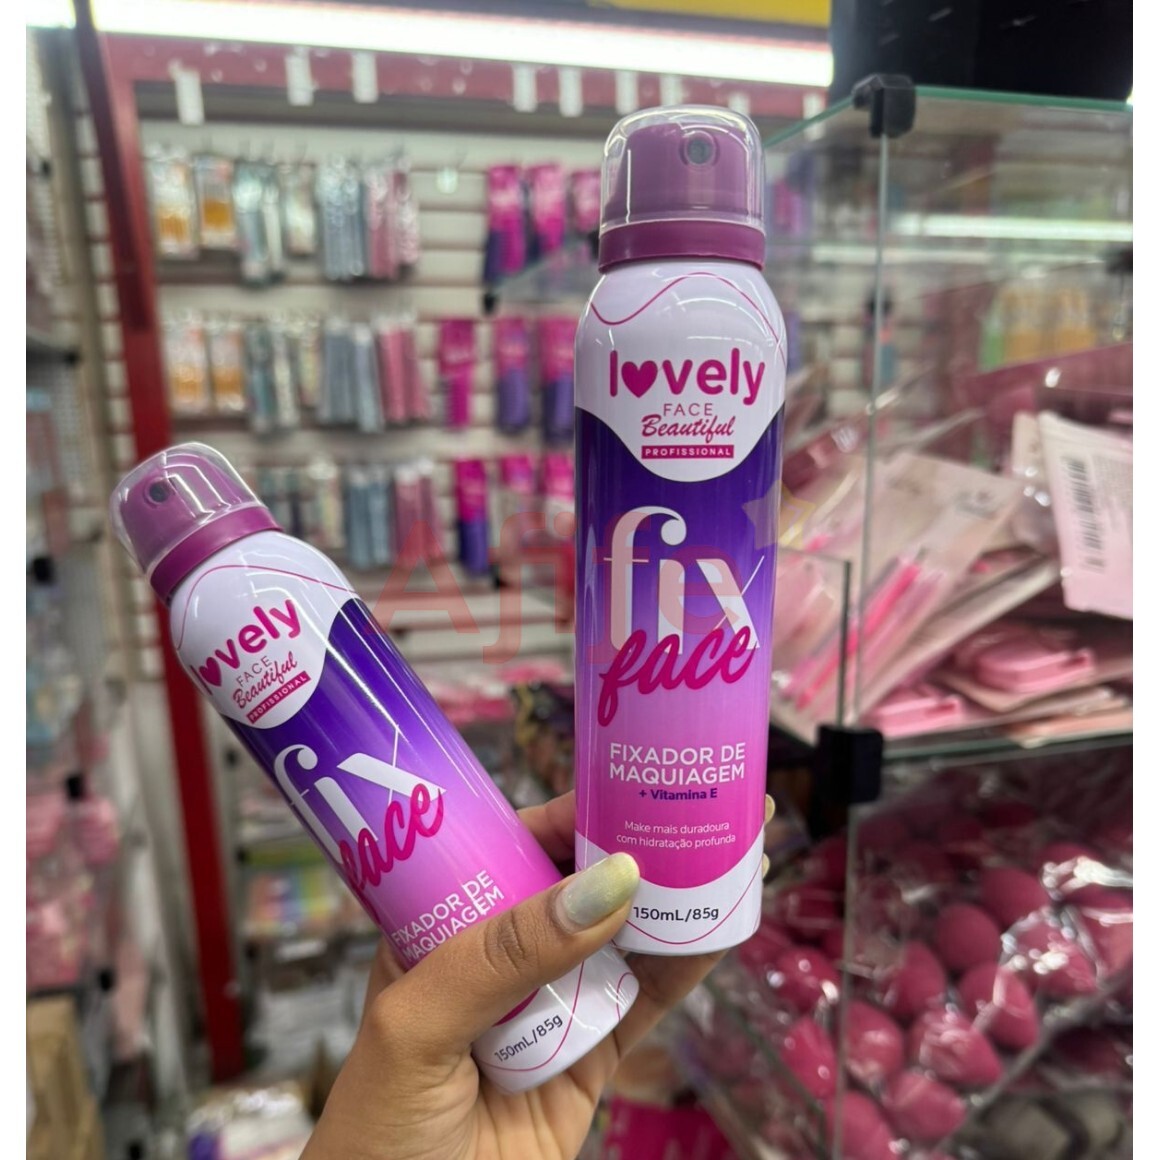 lovely
FACE
Beautiful
PROFISSIONAL
fix
face
FIXADOR DE
MAQUIAGEM
+ Vitamina E
Make mais duradoura
com hidratação profunda
150mL/85g
lovely
FACE
Beautiful
PROFISSIONAL
fix
face
FIXADOR DE
MAQUIAGEM
150mL/85g
Ajife